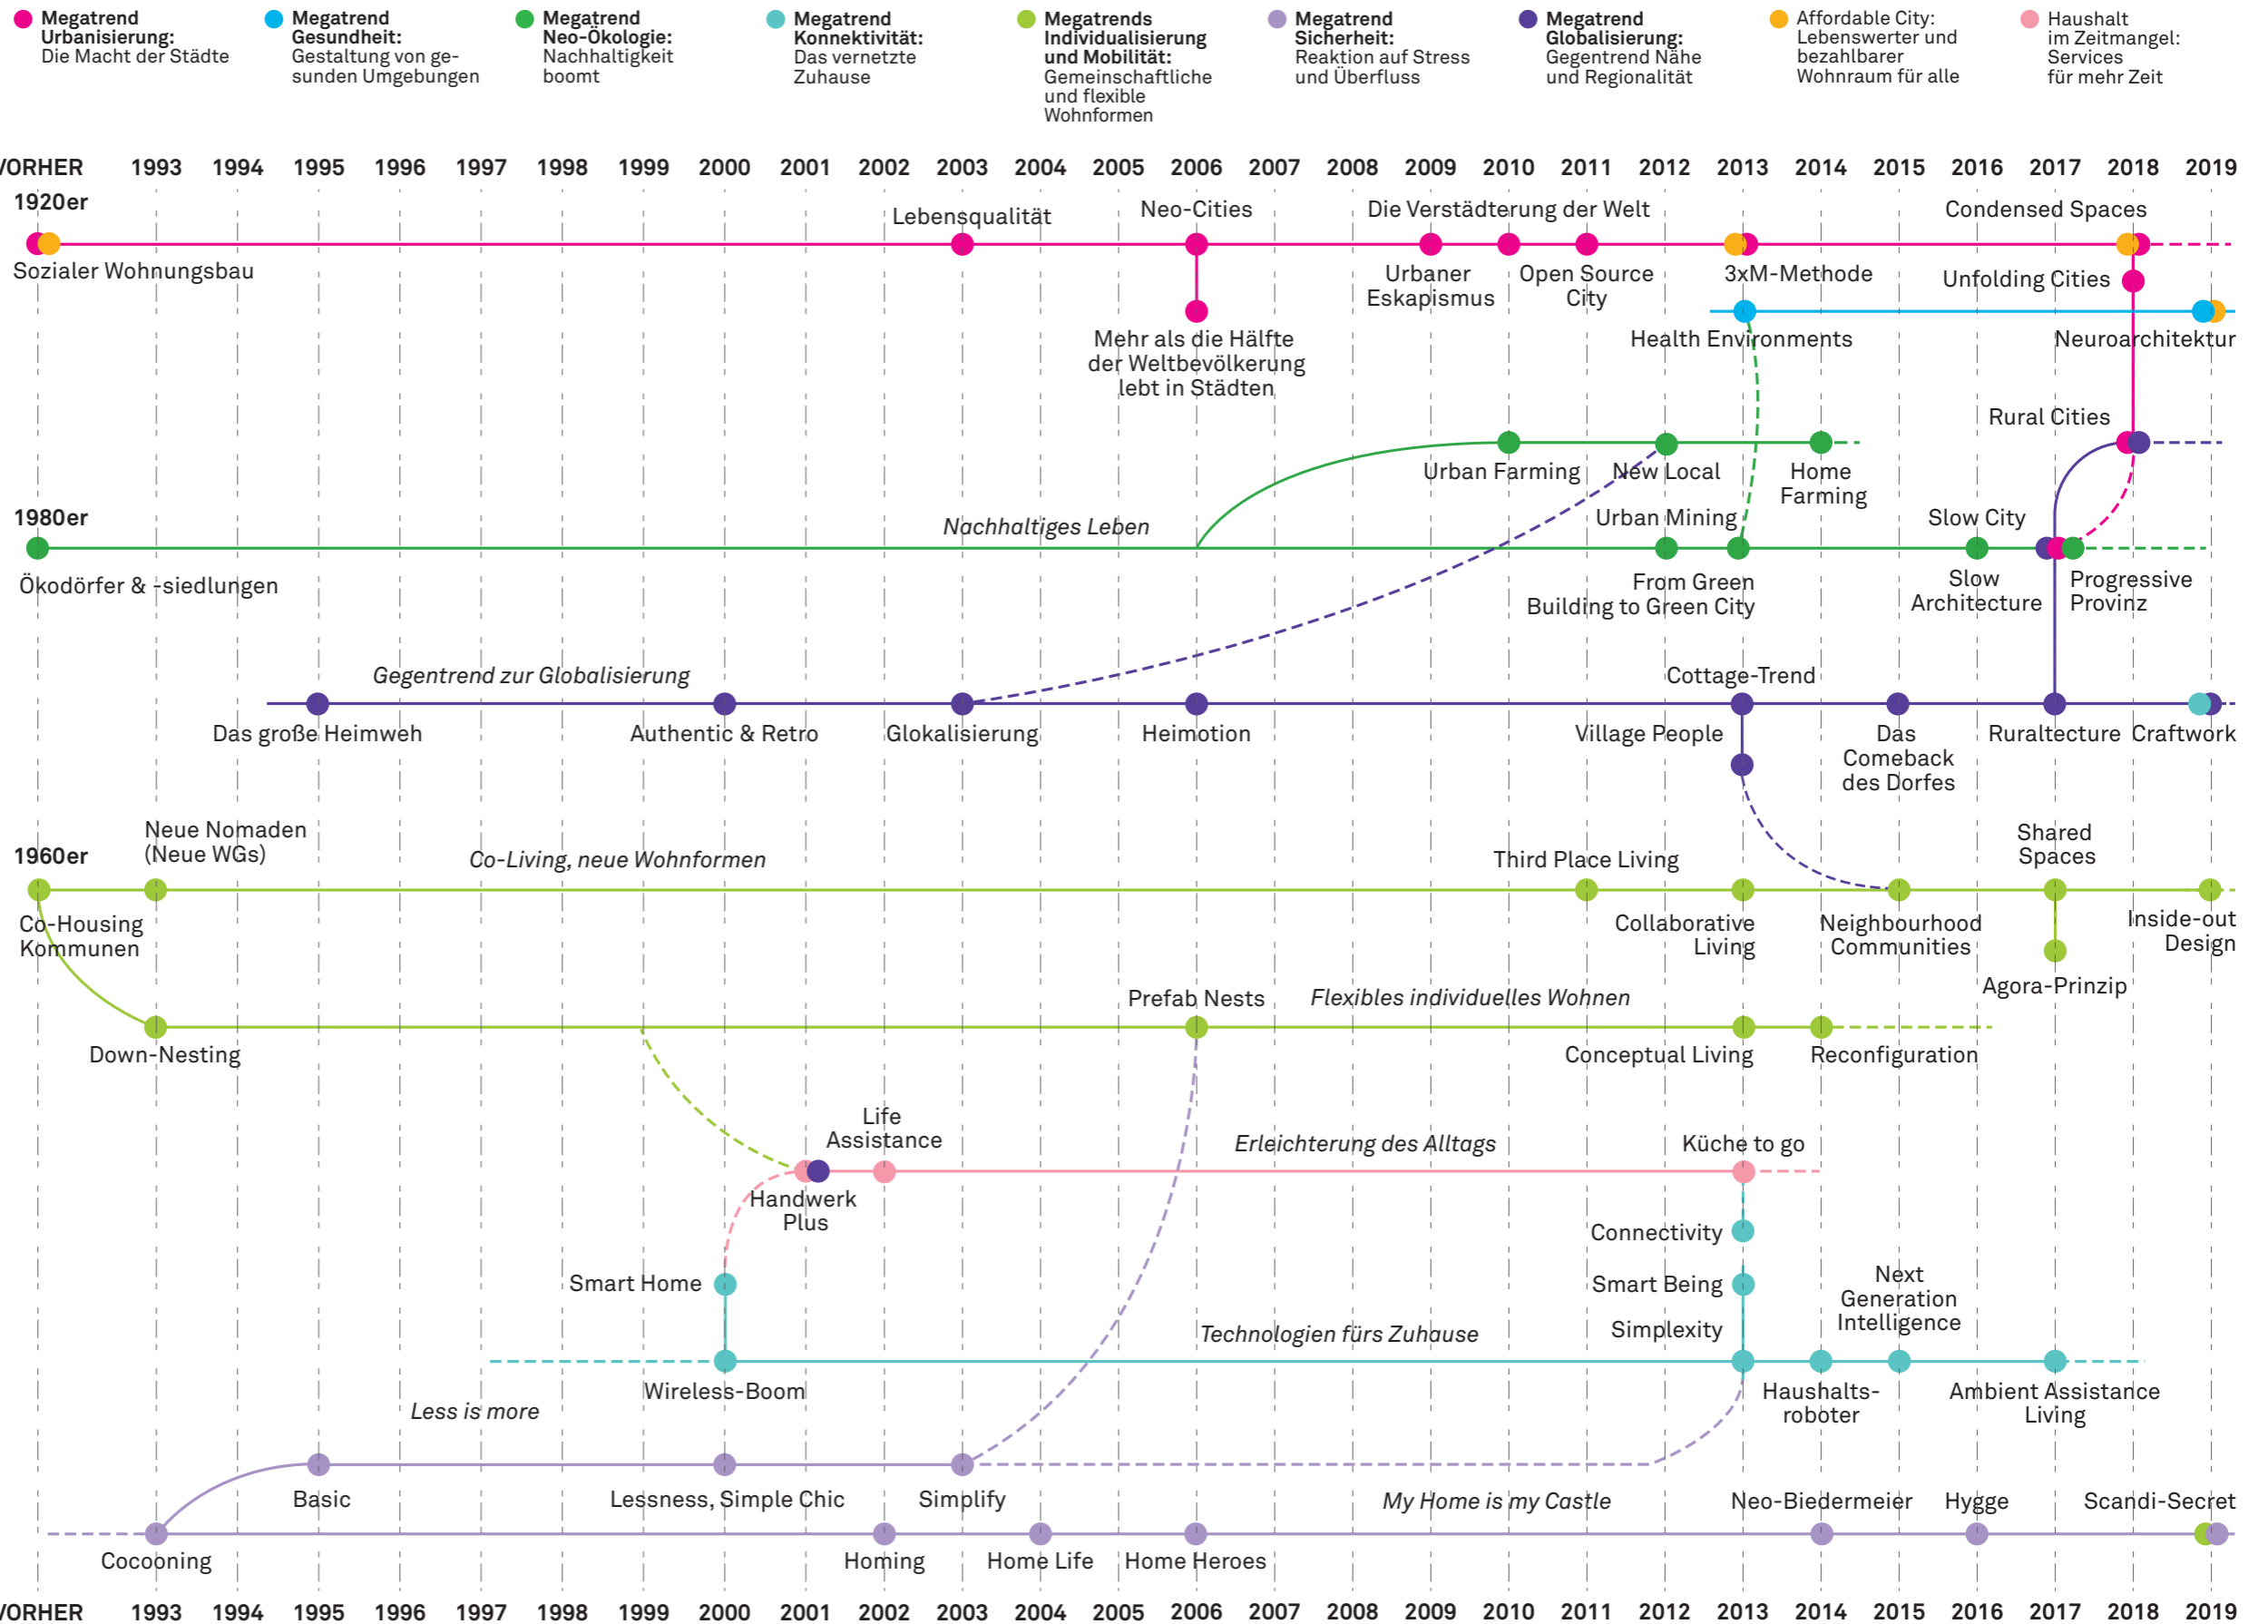 Megatrend
Urbanisierung:
Die Macht der Städte
Megatrend
Gesundheit:
Gestaltung von ge-
sunden Umgebungen
Megatrend
Neo-Ökologie:
Nachhaltigkeit
boomt
Megatrend
Konnektivität:
Das vernetzte
Zuhause
Megatrends
Individualisierung
und Mobilität:
Gemeinschaftliche
und flexible
Wohnformen
Megatrend
Sicherheit:
Reaktion auf Stress
und Überfluss
Megatrend
Globalisierung:
Gegentrend Nähe
und Regionalität
Affordable City:
Lebenswerter und
bezahlbarer
Wohnraum für alle
Haushalt
im Zeitmangel:
Services
für mehr Zeit
VORHER 1993 1994 1995 1996 1997 1998 1999 2000 2001 2002 2003 2004 2005 2006 2007 2008 2009 2010 2011 2012 2013 2014 2015 2016 2017 2018 2019
1920er
Lebensqualität
Neo-Cities
Die Verstädterung der Welt
Condensed Spaces
Sozialer Wohnungsbau
Urbaner
Eskapismus
Open Source
City
3xM-Methode
Unfolding Cities
Mehr als die Hälfte
der Weltbevölkerung
lebt in Städten
Health Environments
Neuroarchitektur
Rural Cities
Urban Farming
New Local
Home
Farming
1980er
Nachhaltiges Leben
Urban Mining
Slow City
Ökodörfer & -siedlungen
From Green
Building to Green City
Slow
Architecture
Progressive
Provinz
Gegentrend zur Globalisierung
Cottage-Trend
Das große Heimweh
Authentic & Retro
Glokalisierung
Heimotion
Village People
Das
Comeback
des Dorfes
Ruraltecture
Craftwork
1960er
Neue Nomaden
(Neue WGs)
Co-Living, neue Wohnformen
Third Place Living
Shared
Spaces
Co-Housing
Kommunen
Collaborative
Living
Neighbourhood
Communities
Inside-out
Design
Agora-Prinzip
Prefab Nests
Flexibles individuelles Wohnen
Down-Nesting
Conceptual Living
Reconfiguration
Life
Assistance
Erleichterung des Alltags
Küche to go
Handwerk
Plus
Connectivity
Smart Home
Smart Being
Next
Generation
Intelligence
Technologien fürs Zuhause
Simplexity
Wireless-Boom
Haushalts-
roboter
Ambient Assistance
Living
Less is more
Basic
Lessness, Simple Chic
Simplify
My Home is my Castle
Neo-Biedermeier
Hygge
Scandi-Secret
Cocooning
Homing
Home Life
Home Heroes
VORHER 1993 1994 1995 1996 1997 1998 1999 2000 2001 2002 2003 2004 2005 2006 2007 2008 2009 2010 2011 2012 2013 2014 2015 2016 2017 2018 2019